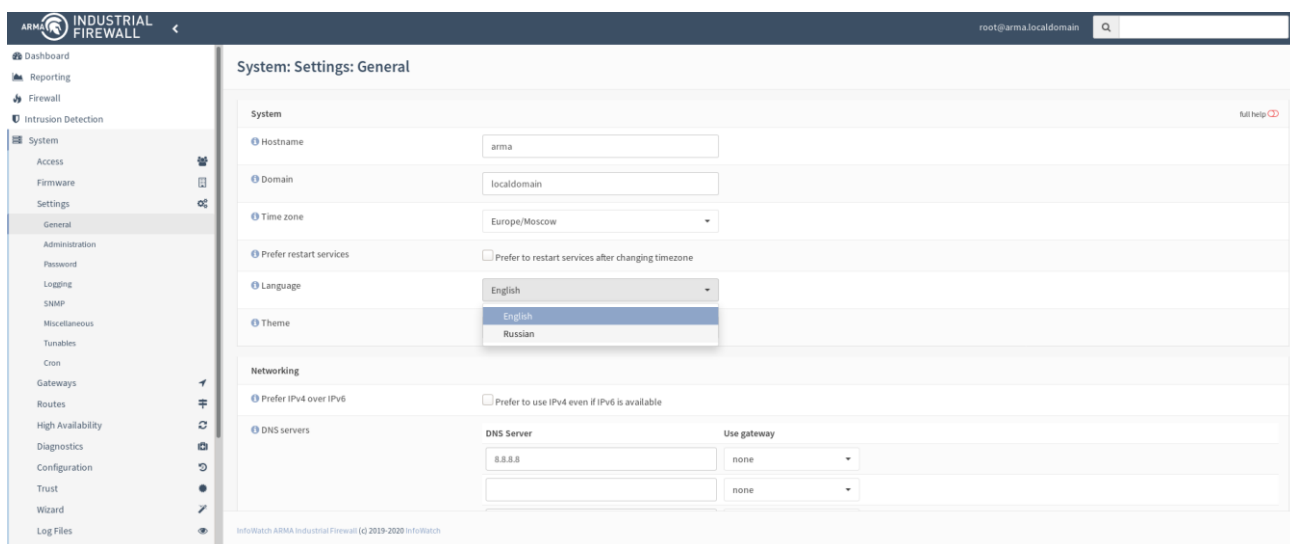 ARMA INDUSTRIAL FIREWALL
root@arma.localdomain
Dashboard
Reporting
Firewall
Intrusion Detection
System
Access
Firmware
Settings
General
Administration
Password
Logging
SNMP
Miscellaneous
Tunables
Cron
Gateways
Routes
High Availability
Diagnostics
Configuration
Trust
Wizard
Log Files
System: Settings: General
System
full help
Hostname
arma
Domain
localdomain
Time zone
Europe/Moscow
Prefer restart services
Prefer to restart services after changing timezone
Language
English
English
Russian
Theme
Networking
Prefer IPv4 over IPv6
Prefer to use IPv4 even if IPv6 is available
DNS servers
DNS Server Use gateway
8.8.8.8 none
none
InfoWatch ARMA Industrial Firewall (c) 2019-2020 InfoWatch